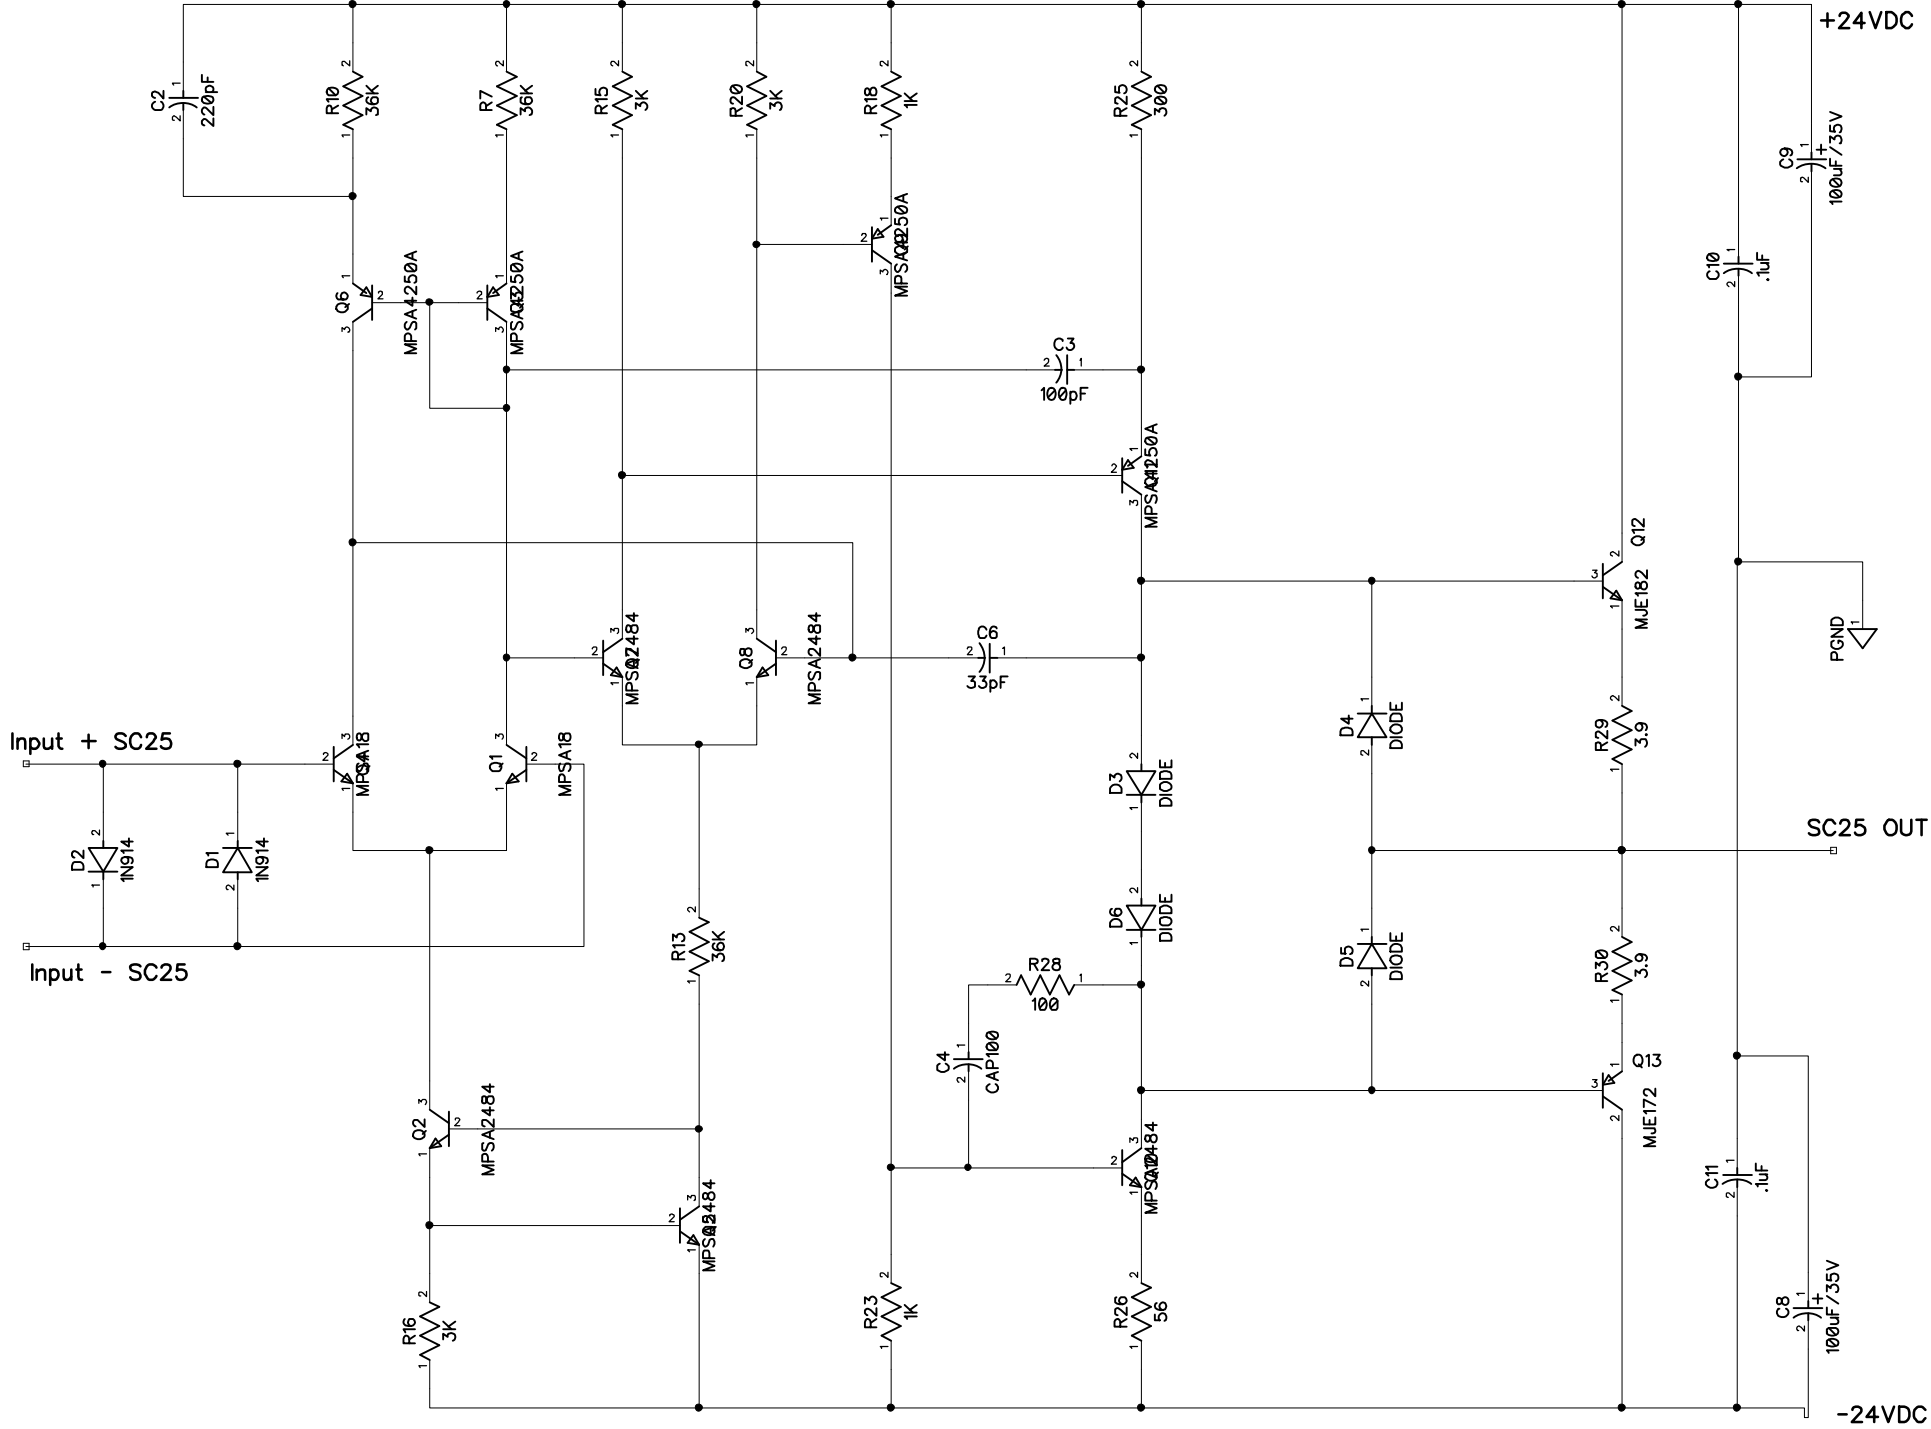 +24VDC
C2
220pF
R10
36K
R7
36K
R15
3K
R20
3K
R18
1K
R25
300
C9
100uF/35V
C10
.1uF
Q6
MPSA4250A
MPSA4250A
MPSA4250A
C3
100pF
MPSA4250A
Q12
MJE182
PGND
MPSA2484
Q8
MPSA2484
C6
33pF
Input + SC25
MPSA18
Q1
MPSA18
D2
1N914
D1
1N914
Input - SC25
D3
DIODE
D4
DIODE
R29
3.9
SC25 OUT
D6
DIODE
D5
DIODE
R30
3.9
R13
36K
R28
100
C4
CAP100
Q13
MJE172
Q2
MPSA2484
MPSA2484
MPSA2484
C11
.1uF
R16
3K
R23
1K
R26
56
C8
100uF/35V
-24VDC